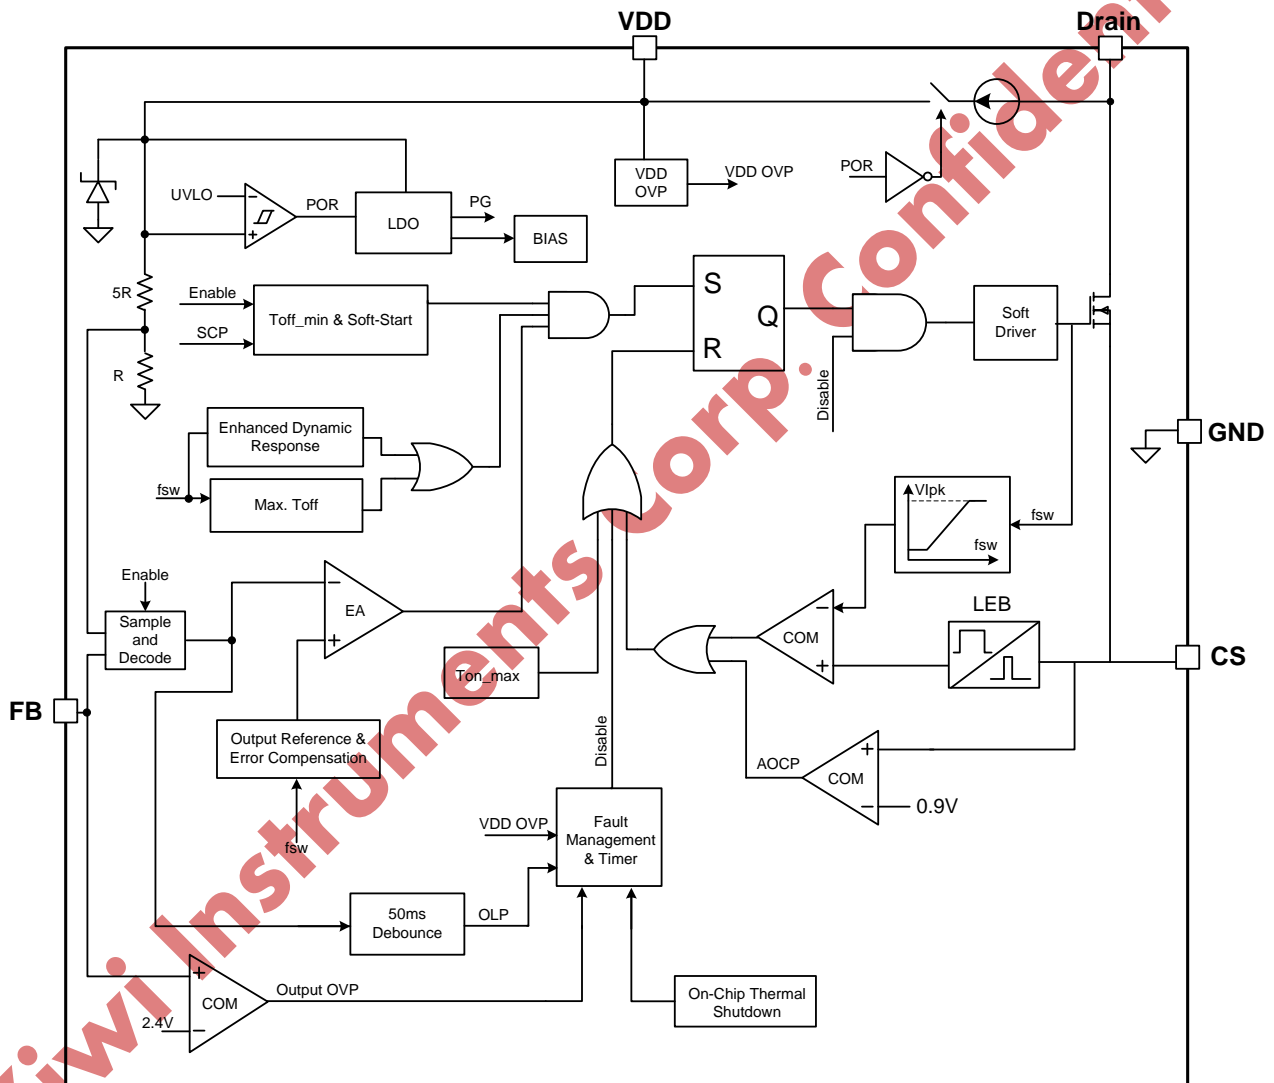 VDD
Drain
VDD
OVP
VDD OVP
POR
UVLO
POR
LDO
PG
BIAS
5R
R
Enable
SCP
Toff_min & Soft-Start
S
R
Q
Disable
Soft
Driver
GND
Enhanced Dynamic
Response
fsw
Max. Toff
VIpk
fsw
fsw
Enable
Sample
and
Decode
EA
Ton_max
COM
LEB
CS
FB
Output Reference &
Error Compensation
fsw
Disable
AOCP
COM
0.9V
VDD OVP
Fault
Management
& Timer
50ms
Debounce
OLP
COM
2.4V
Output OVP
On-Chip Thermal
Shutdown
Kiwi Instruments Corp. Confident